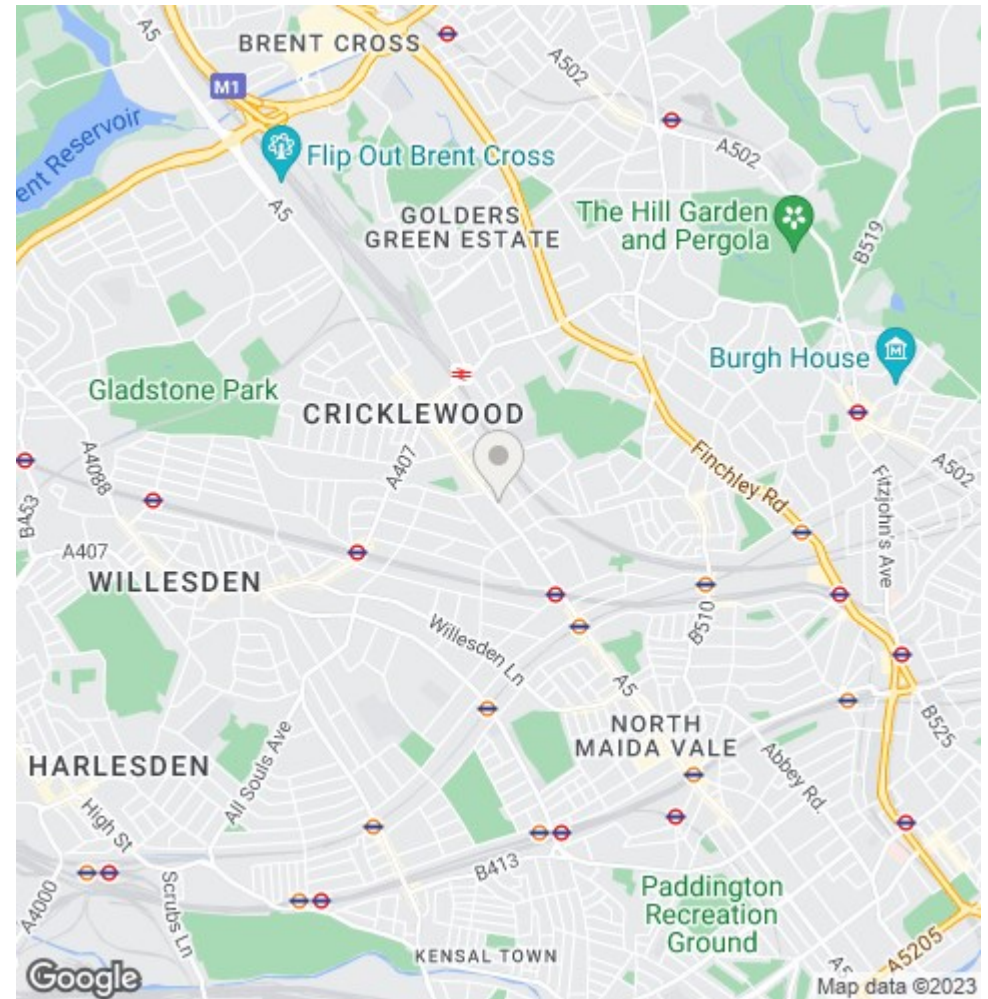 A5
BRENT CROSS
A502
M1
ent Reservoir
Flip Out Brent Cross
A502
A5
GOLDERS
GREEN ESTATE
The Hill Garden
and Pergola
B519
Burgh House
Gladstone Park
CRICKLEWOOD
A4088
A407
Finchley Rd
A502
B453
Fitzjohn's Ave
A407
WILLESDEN
B510
Willesden Ln
A5
NORTH
MAIDA VALE
B525
HARLESDEN
All Souls Ave
Abbey Rd.
High St
B413
A4000
Scrubs Ln
Paddington
Recreation
Ground
KENSAL TOWN
A5205
A5
Google
Map data ©2023